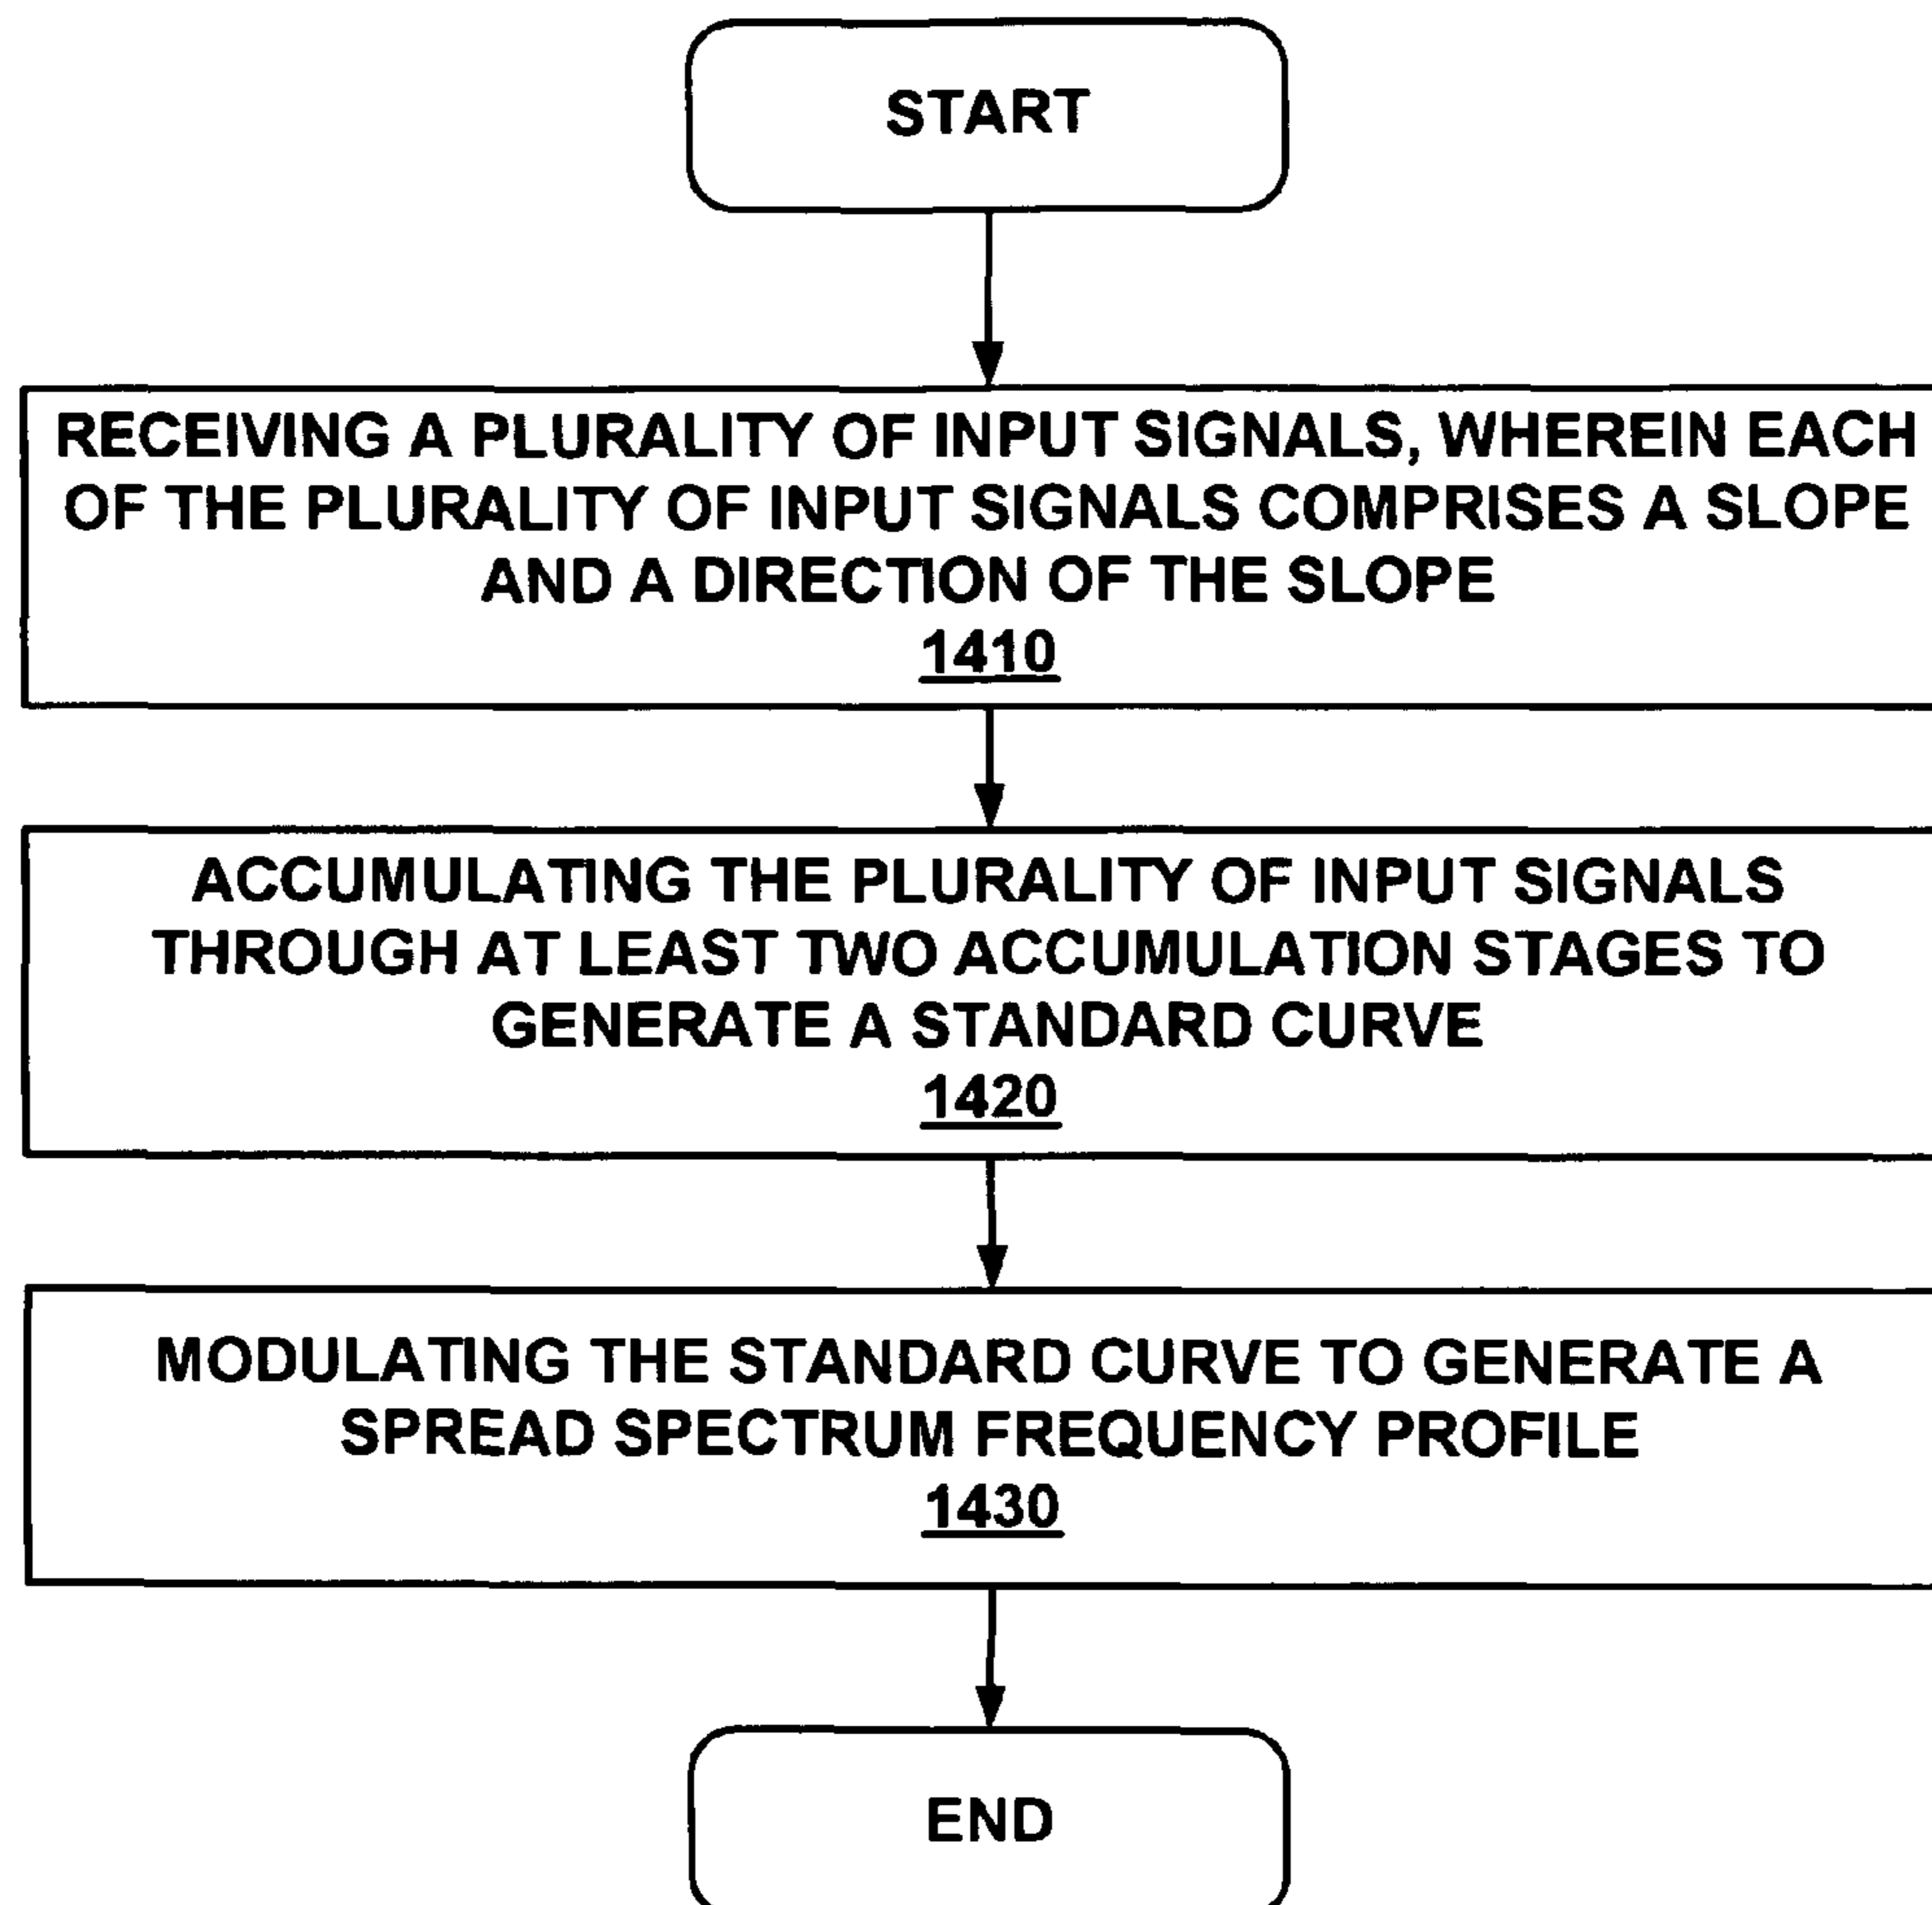 START
RECEIVING A PLURALITY OF INPUT SIGNALS, WHEREIN EACH
OF THE PLURALITY OF INPUT SIGNALS COMPRISES A SLOPE
AND A DIRECTION OF THE SLOPE
1410
ACCUMULATING THE PLURALITY OF INPUT SIGNALS
THROUGH AT LEAST TWO ACCUMULATION STAGES TO
GENERATE A STANDARD CURVE
1420
MODULATING THE STANDARD CURVE TO GENERATE A
SPREAD SPECTRUM FREQUENCY PROFILE
1430
END